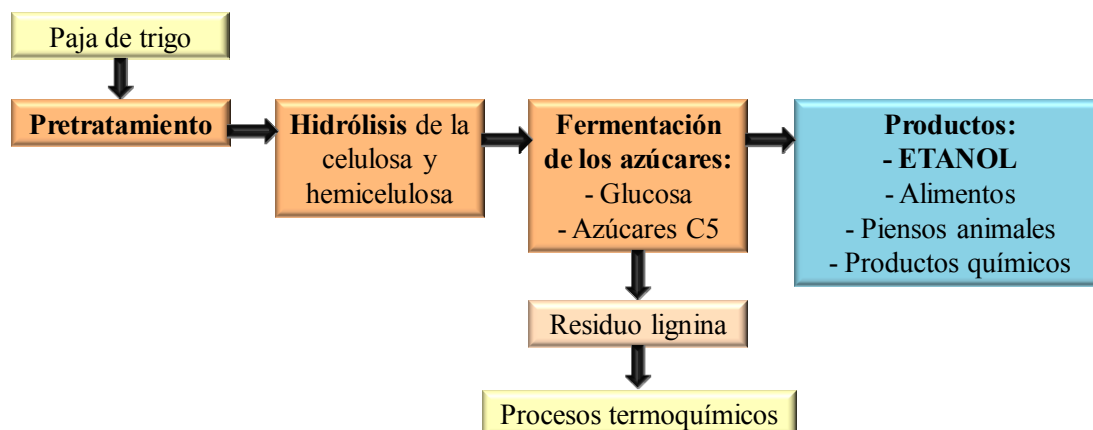 Paja de trigo
Pretratamiento
Hidrólisis de la
celulosa y
hemicelulosa
Fermentación
de los azúcares:
- Glucosa
- Azúcares C5
Productos:
- ETANOL
- Alimentos
- Piensos animales
- Productos químicos
Residuo lignina
Procesos termoquímicos